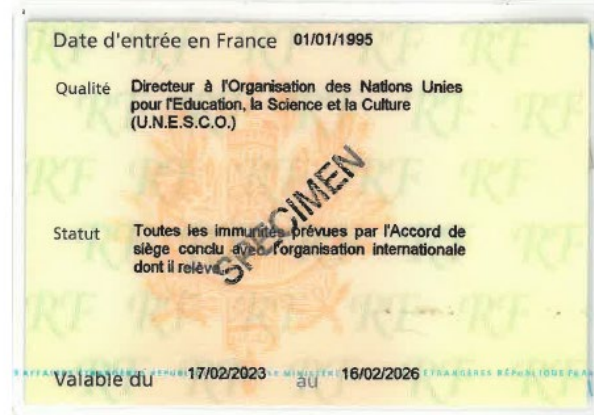 Date d'entrée en France 01/01/1995
Qualité Directeur à l'Organisation des Nations Unies
pour l'Education, la Science et la Culture
(U.N.E.S.C.O.)
SPECIMEN
Statut Toutes les immunités prévues par l'Accord de
siège conclu avec l'organisation internationale
dont il relève.
Valable du 17/02/2023 au 16/02/2026